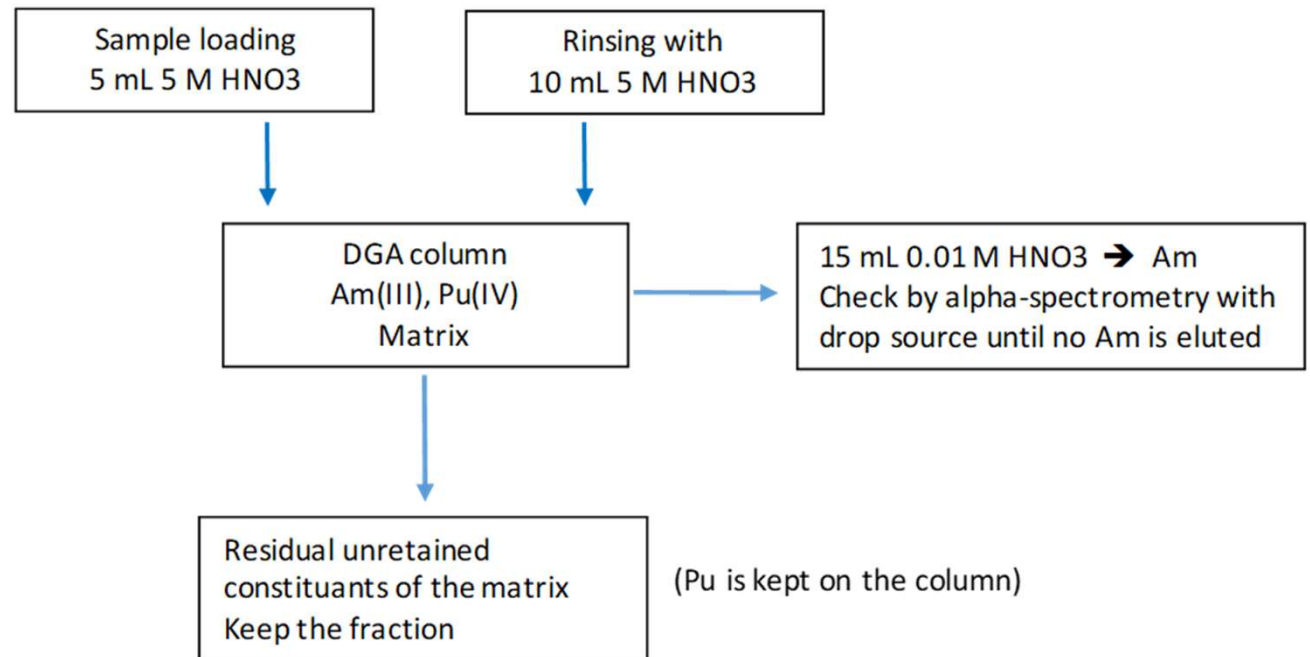 Sample loading
5 mL 5 M HNO3
Rinsing with
10 mL 5 M HNO3
DGA column
Am(III), Pu(IV)
Matrix
15 mL 0.01 M HNO3 ➔ Am
Check by alpha-spectrometry with
drop source until no Am is eluted
Residual unretained
constituants of the matrix
Keep the fraction
(Pu is kept on the column)